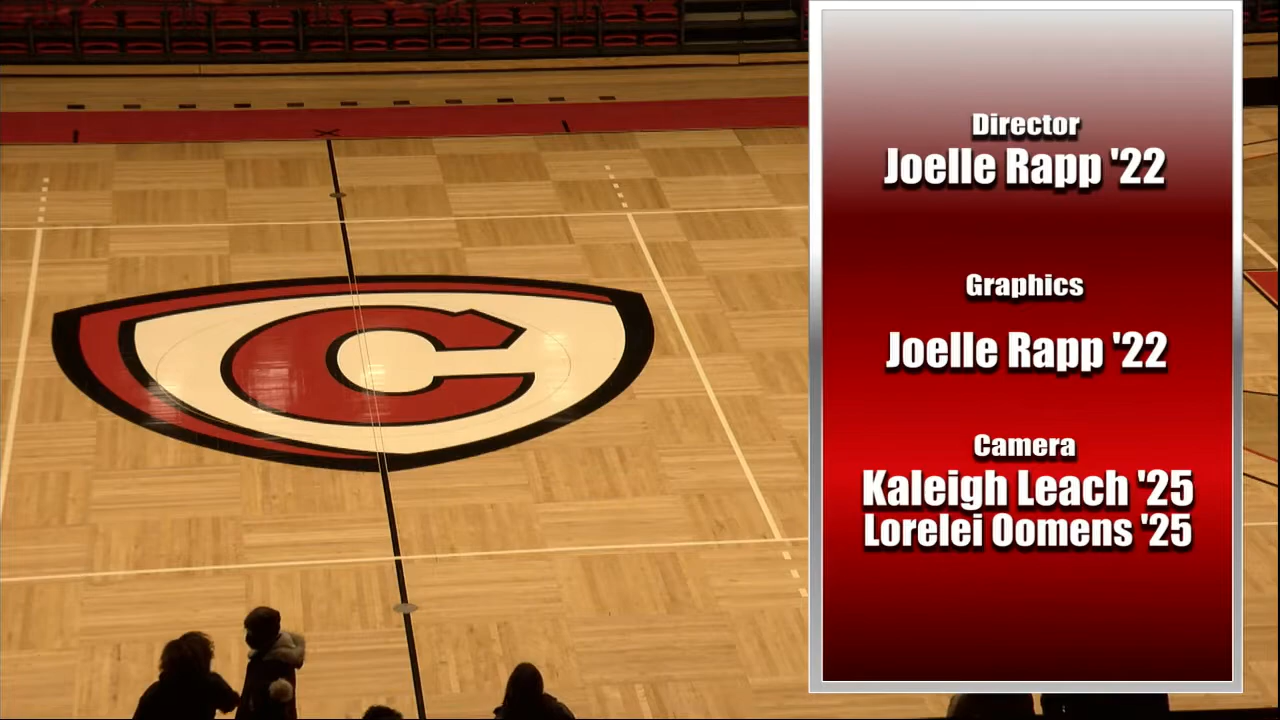 C
Director
Joelle Rapp '22
Graphics
Joelle Rapp '22
Camera
Kaleigh Leach '25
Lorelei Oomens '25